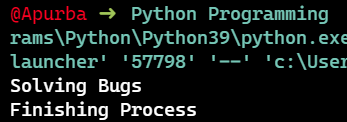 @Apurba ➜ Python Programming
rams\Python\Python39\python.exe
launcher' '57798' '--' 'c:\User
Solving Bugs
Finishing Process